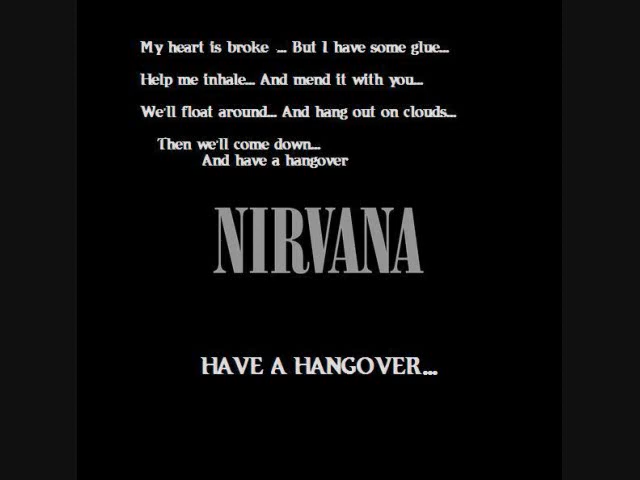 My heart is broke ... But I have some glue...
Help me inhale... And mend it with you...
We'll float around... And hang out on clouds...
Then we'll come down...
And have a hangover
NIRVANA
HAVE A HANGOVER...